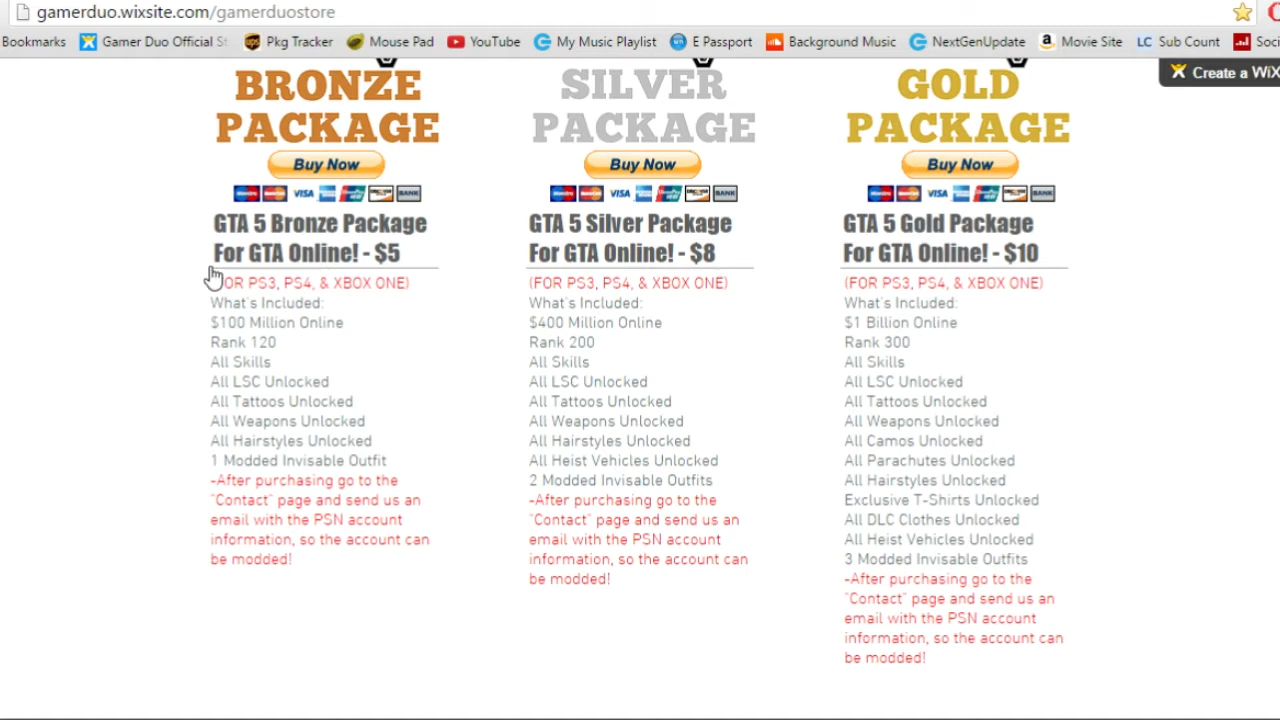 gamerduo.wixsite.com/gamerduostore
Bookmarks Gamer Duo Official St Pkg Tracker Mouse Pad YouTube My Music Playlist E Passport Background Music NextGenUpdate Movie Site LC Sub Count Soci
Create a WiX
BRONZE
PACKAGE
Buy Now
VISA
BANK
GTA 5 Bronze Package
For GTA Online! - $5
OR PS3, PS4, & XBOX ONE)
What's Included:
$100 Million Online
Rank 120
All Skills
All LSC Unlocked
All Tattoos Unlocked
All Weapons Unlocked
All Hairstyles Unlocked
1 Modded Invisable Outfit
-After purchasing go to the
"Contact" page and send us an
email with the PSN account
information, so the account can
be modded!
SILVER
PACKAGE
Buy Now
VISA
BANK
GTA 5 Silver Package
For GTA Online! - $8
(FOR PS3, PS4, & XBOX ONE)
What's Included:
$400 Million Online
Rank 200
All Skills
All LSC Unlocked
All Tattoos Unlocked
All Weapons Unlocked
All Hairstyles Unlocked
All Heist Vehicles Unlocked
2 Modded Invisable Outfits
-After purchasing go to the
"Contact" page and send us an
email with the PSN account
information, so the account can
be modded!
GOLD
PACKAGE
Buy Now
VISA
BANK
GTA 5 Gold Package
For GTA Online! - $10
(FOR PS3, PS4, & XBOX ONE)
What's Included:
$1 Billion Online
Rank 300
All Skills
All LSC Unlocked
All Tattoos Unlocked
All Weapons Unlocked
All Camos Unlocked
All Parachutes Unlocked
All Hairstyles Unlocked
Exclusive T-Shirts Unlocked
All DLC Clothes Unlocked
All Heist Vehicles Unlocked
3 Modded Invisable Outfits
-After purchasing go to the
"Contact" page and send us an
email with the PSN account
information, so the account can
be modded!